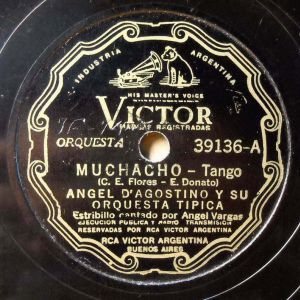 INDUSTRIA ARGENTINA
"HIS MASTER'S VOICE"
VICTOR
MARCAS REGISTRADAS
ORQUESTA 39136-A
MUCHACHO - Tango
(C. E. Flores - E. Donato)
ANGEL D'AGOSTINO Y SU
ORQUESTA TIPICA
Estribillo cantado por Angel Vargas
EJECUCION PUBLICA Y RADIO TRANSMISION
RESERVADAS POR RCA VICTOR ARGENTINA
RCA VICTOR ARGENTINA
BUENOS AIRES